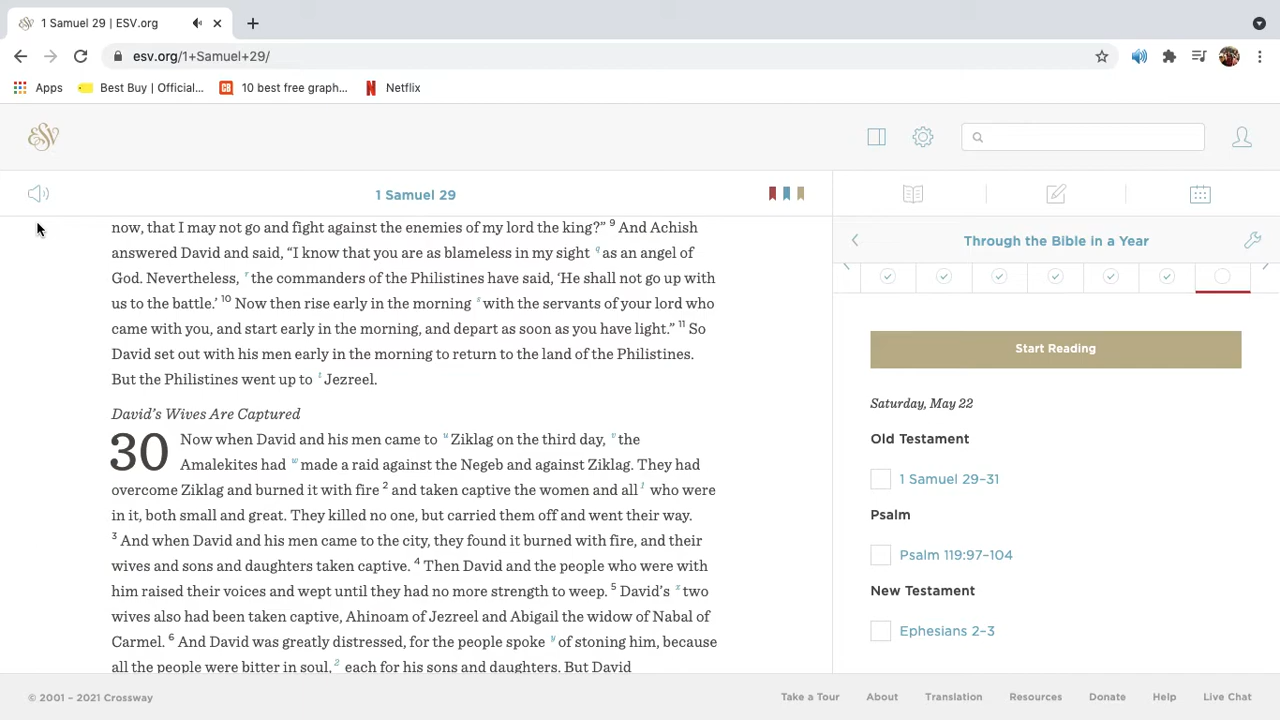 1 Samuel 29 | ESV.org
esv.org/1+Samuel+29/
Apps Best Buy | Official... CB 10 best free graph... Netflix
ESV
1 Samuel 29
now, that I may not go and fight against the enemies of my lord the king?” 9 And Achish
answered David and said, “I know that you are as blameless in my sight q as an angel of
God. Nevertheless, r the commanders of the Philistines have said, ‘He shall not go up with
us to the battle.’ 10 Now then rise early in the morning s with the servants of your lord who
came with you, and start early in the morning, and depart as soon as you have light.” 11 So
David set out with his men early in the morning to return to the land of the Philistines.
But the Philistines went up to t Jezreel.
David’s Wives Are Captured
30 Now when David and his men came to u Ziklag on the third day, v the
Amalekites had w made a raid against the Negeb and against Ziklag. They had
overcome Ziklag and burned it with fire 2 and taken captive the women and all 1 who were
in it, both small and great. They killed no one, but carried them off and went their way.
3 And when David and his men came to the city, they found it burned with fire, and their
wives and sons and daughters taken captive. 4 Then David and the people who were with
him raised their voices and wept until they had no more strength to weep. 5 David’s x two
wives also had been taken captive, Ahinoam of Jezreel and Abigail the widow of Nabal of
Carmel. 6 And David was greatly distressed, for the people spoke y of stoning him, because
all the people were bitter in soul, z each for his sons and daughters. But David
Through the Bible in a Year
Start Reading
Saturday, May 22
Old Testament
1 Samuel 29–31
Psalm
Psalm 119:97–104
New Testament
Ephesians 2–3
© 2001 – 2021 Crossway
Take a Tour About Translation Resources Donate Help Live Chat